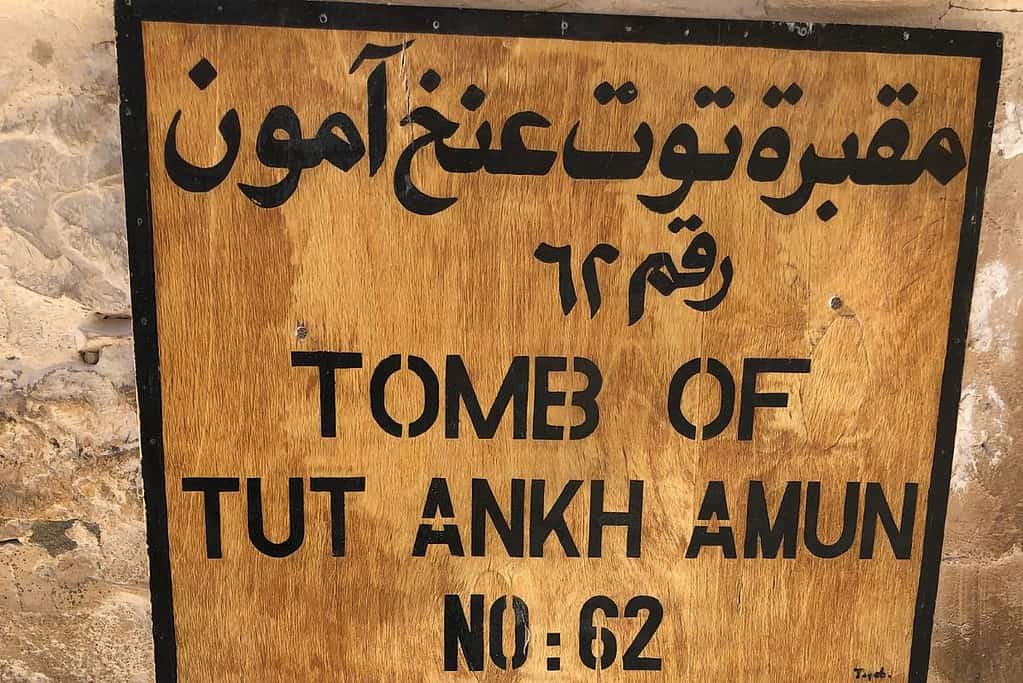 مقبرة توت عنخ آمون
رقم ٦٢
TOMB OF
TUT ANKH AMUN
NO: 62